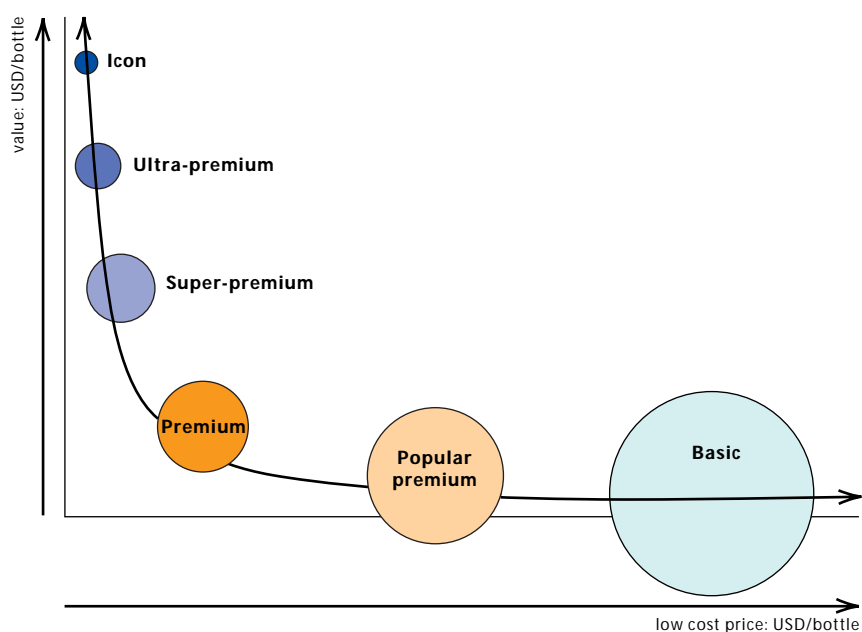 value: USD/bottle
Icon
Ultra-premium
Super-premium
Premium
Popular
premium
Basic
low cost price: USD/bottle